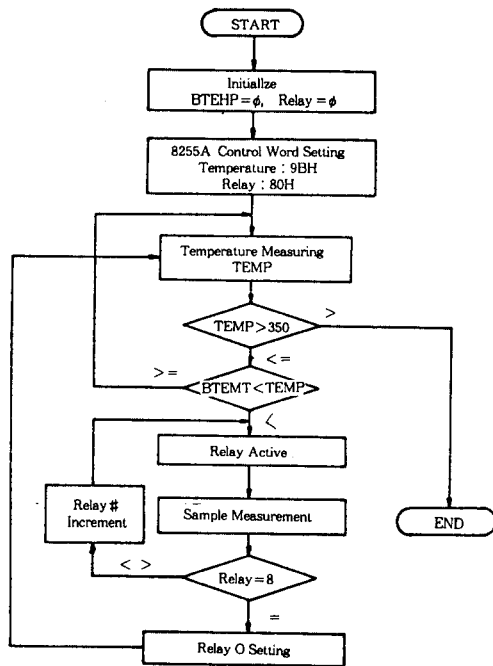 START
Initiallze
BTEHP=ϕ, Relay=ϕ
8255A Control Word Setting
Temperature : 9BH
Relay : 80H
Temperature Measuring
TEMP
TEMP>350
>
<=
>=
BTEMT<TEMP
<
Relay Active
Relay #
Increment
Sample Measurement
END
< >
Relay=8
=
Relay O Setting